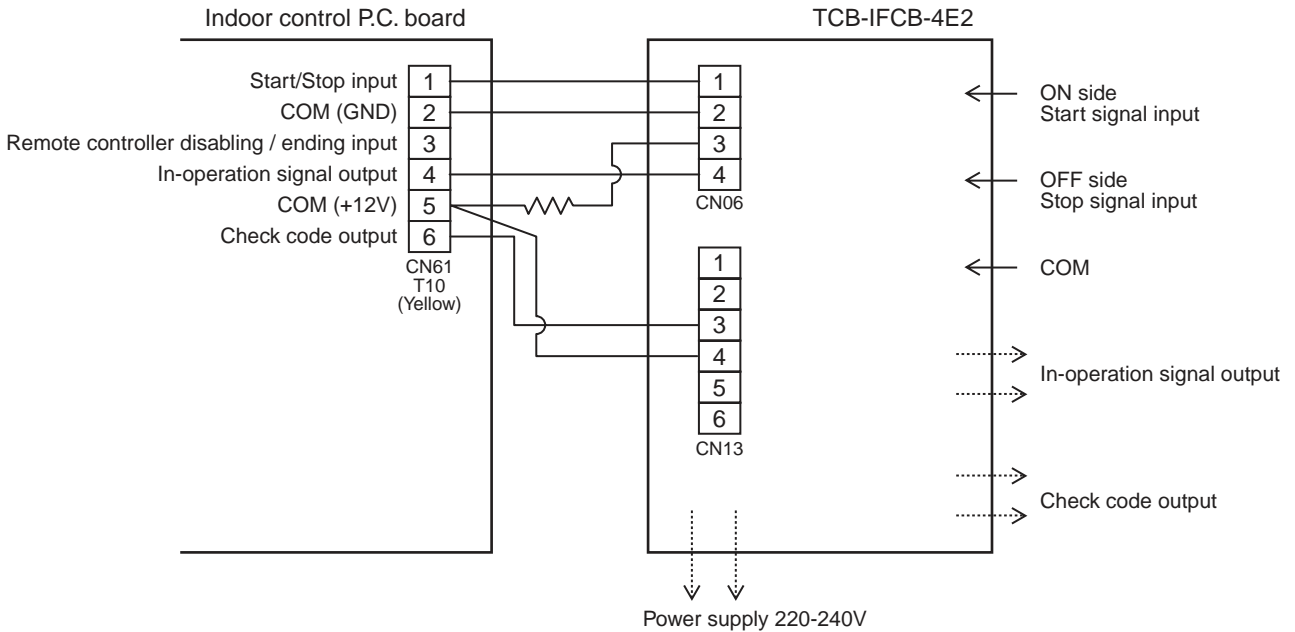 Indoor control P.C. board
TCB-IFCB-4E2
Start/Stop input 1
COM (GND) 2
Remote controller disabling / ending input 3
In-operation signal output 4
COM (+12V) 5
Check code output 6
CN61
T10
(Yellow)
1
2
3
4
CN06
1
2
3
4
5
6
CN13
ON side
Start signal input
OFF side
Stop signal input
COM
In-operation signal output
Check code output
Power supply 220-240V